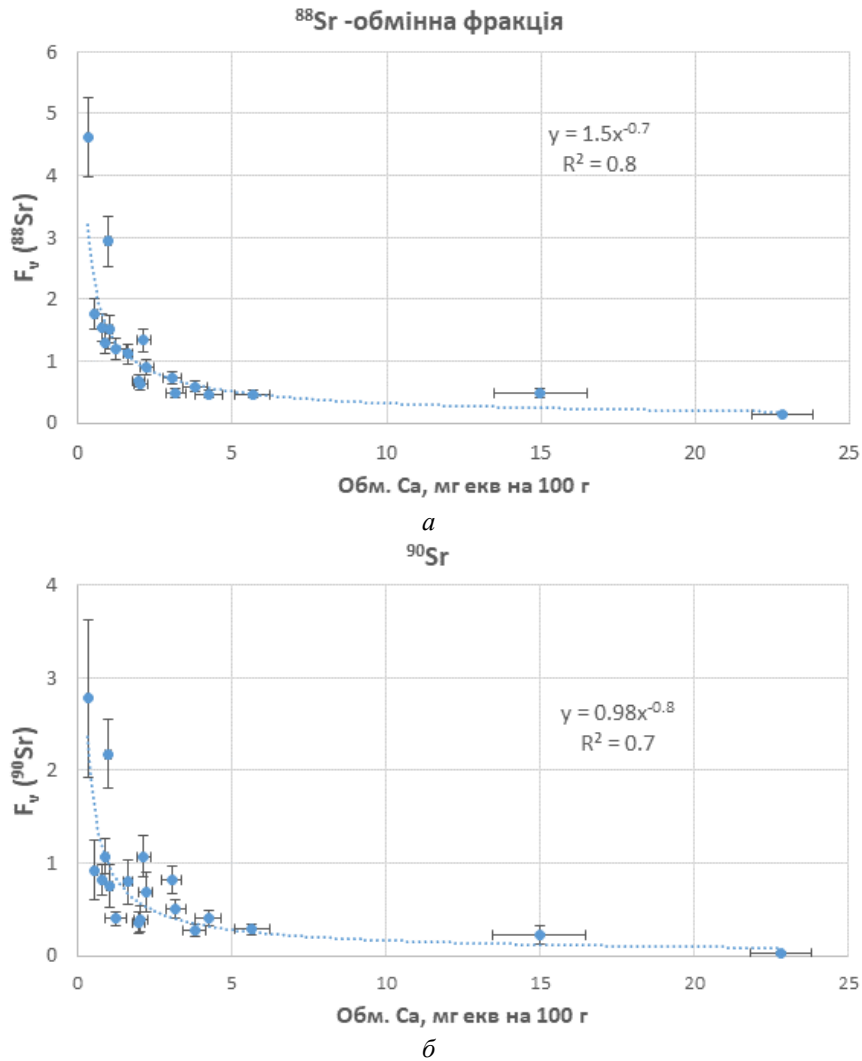 ⁸⁸Sr -обмінна фракція
6
5
4
3
2
1
0
y = 1.5x⁻⁰·⁷
R² = 0.8
Fᵥ (⁸⁸Sr)
0 5 10 15 20 25
Обм. Са, мг екв на 100 г
а
⁹⁰Sr
4
3
2
1
0
y = 0.98x⁻⁰·⁸
R² = 0.7
Fᵥ (⁹⁰Sr)
0 5 10 15 20 25
Обм. Са, мг екв на 100 г
б